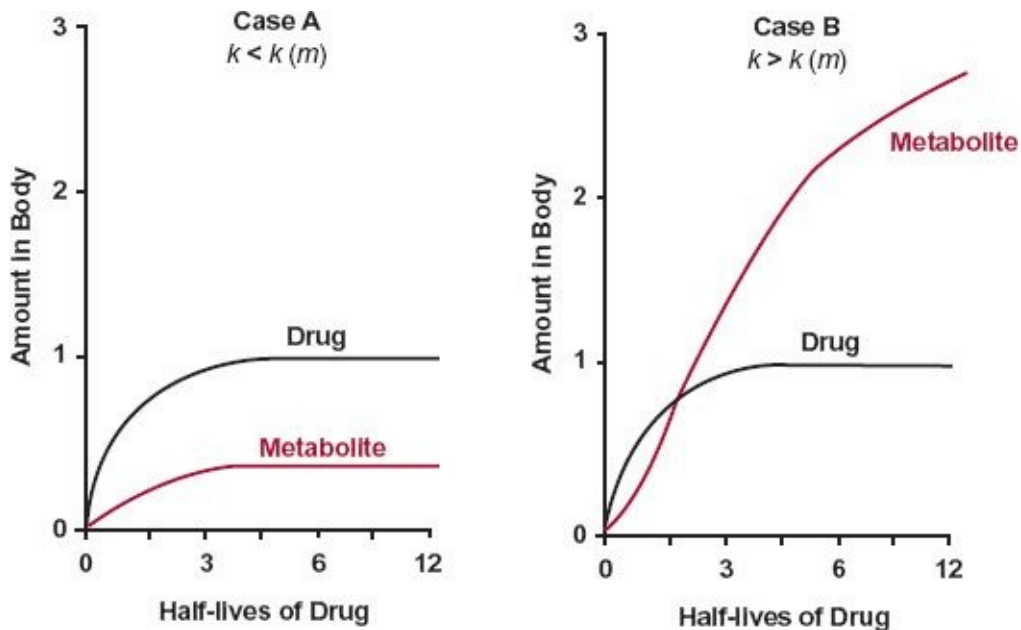 Case A
k < k (m)
3
2
1
0
Amount in Body
Drug
Metabolite
0 3 6 12
Half-lives of Drug
Case B
k > k (m)
3
2
1
0
Amount in Body
Metabolite
Drug
0 3 6 12
Half-lives of Drug